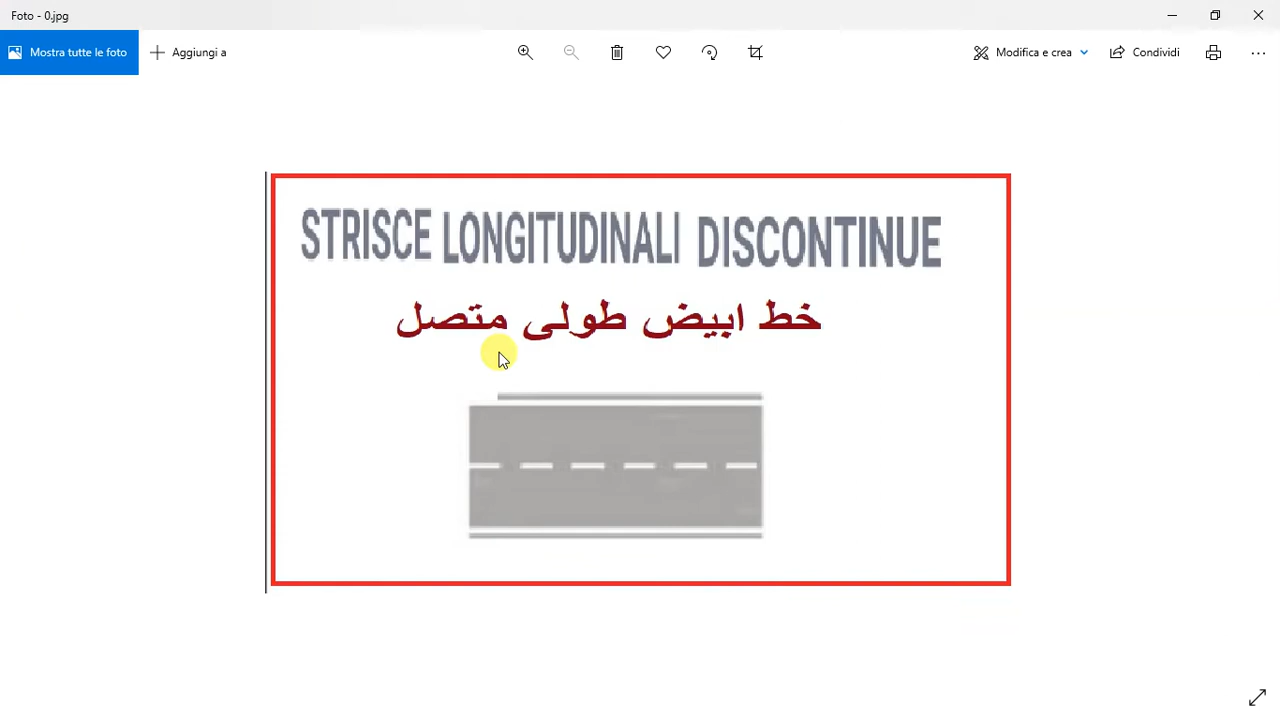 Foto - 0.jpg
Mostra tutte le foto
Aggiungi a
Modifica e crea
Condividi
STRISCE LONGITUDINALI DISCONTINUE
خط ابيض طولى متصل